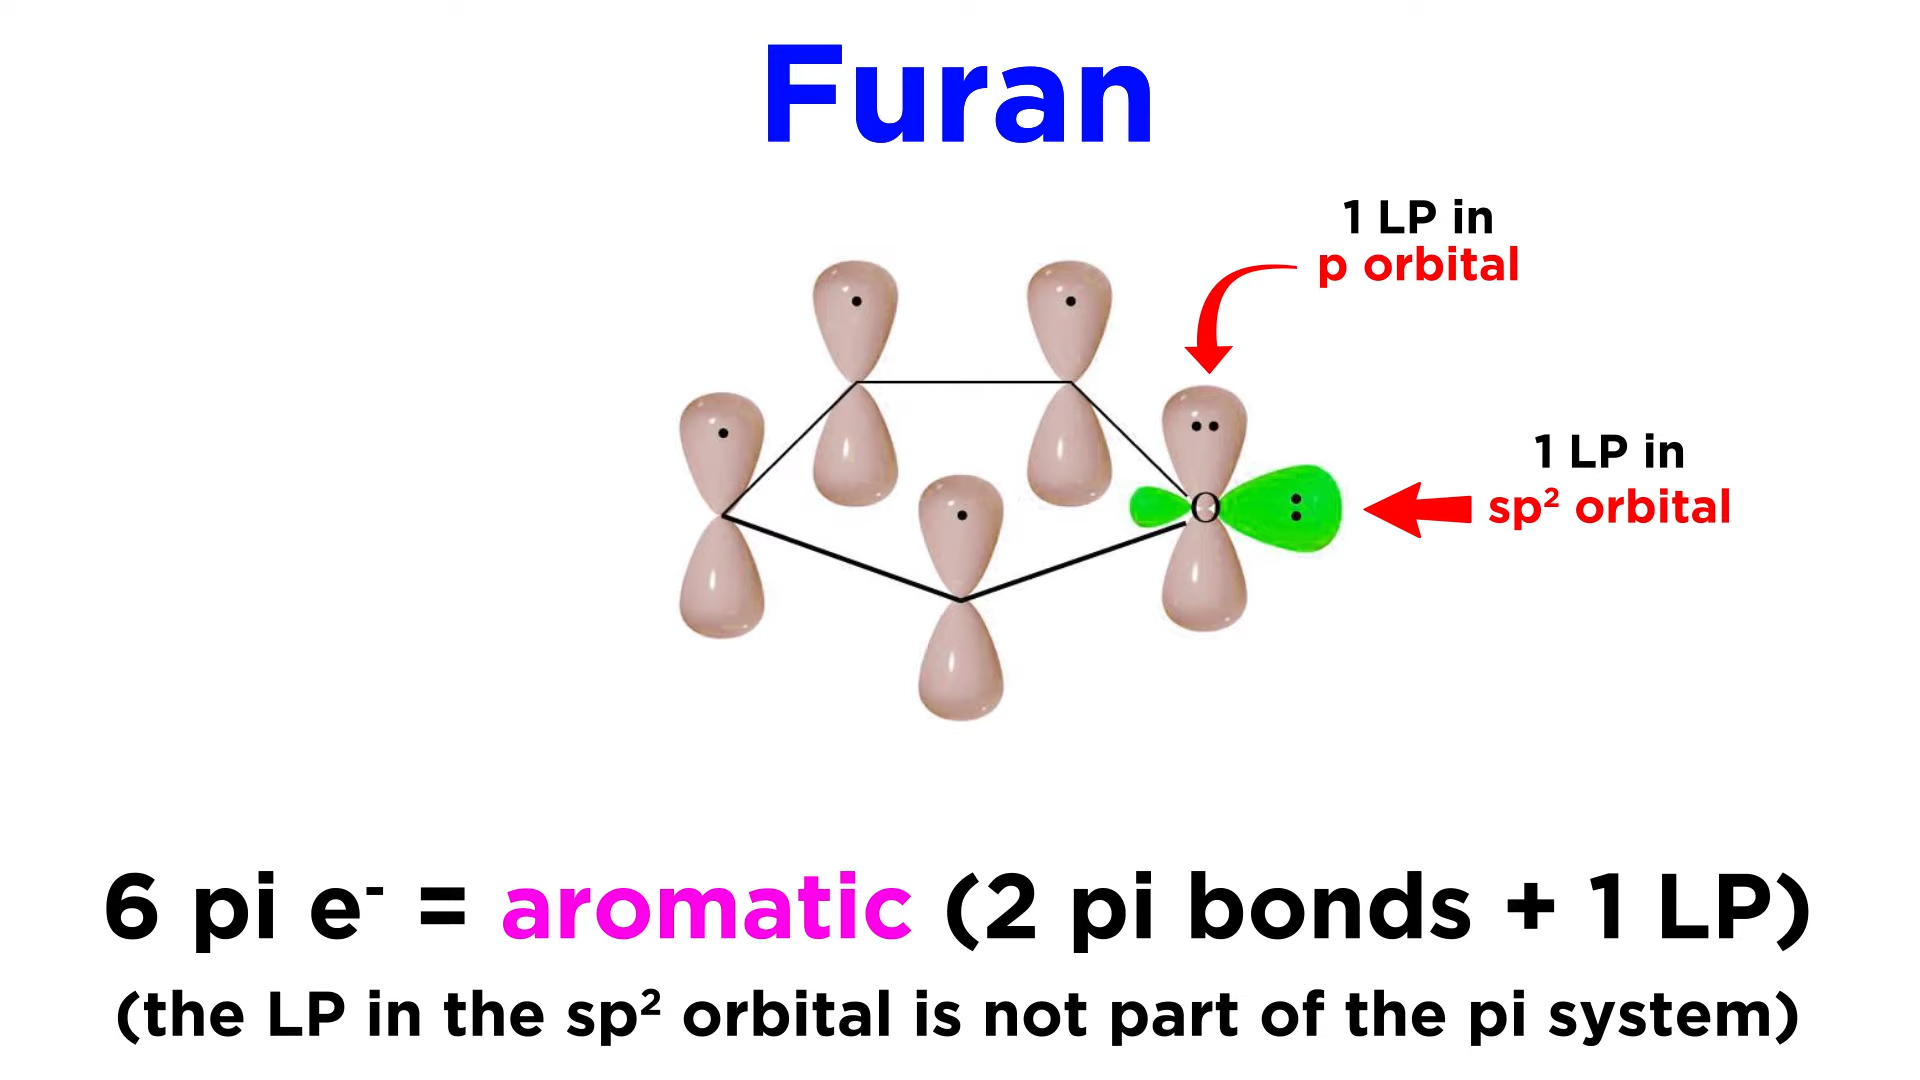 Furan
1 LP in
p orbital
1 LP in
sp² orbital
O
6 pi e⁻ = aromatic (2 pi bonds + 1 LP)
(the LP in the sp² orbital is not part of the pi system)